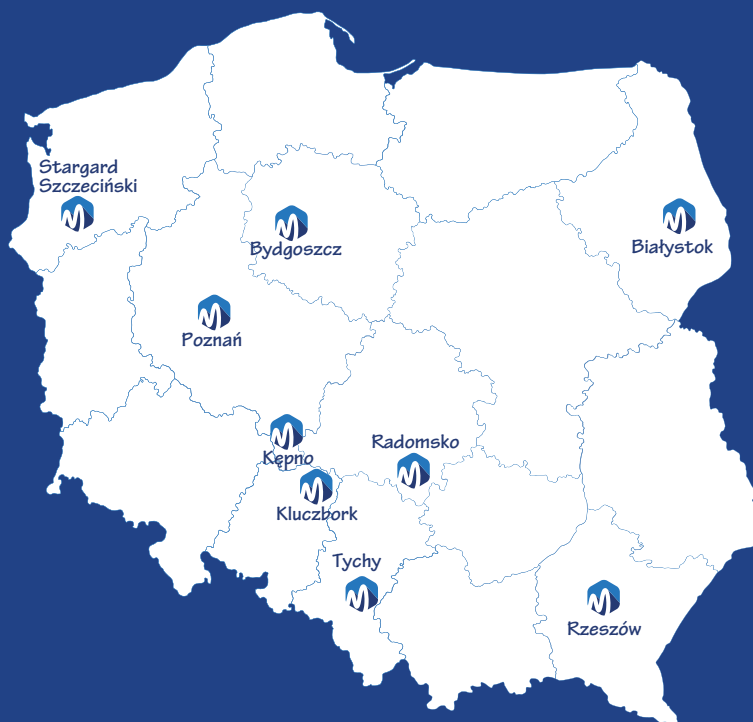 Stargard
Szczeciński
Bydgoszcz
Białystok
Poznań
Radomsko
Kępno
Kluczbork
Tychy
Rzeszów